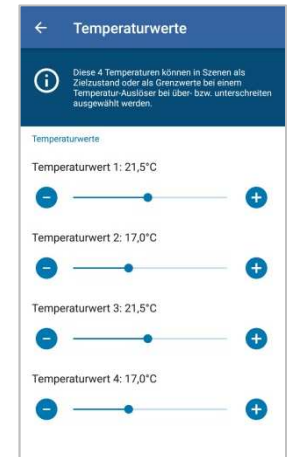 Temperaturwerte
Diese 4 Temperaturen können in Szenen als
Zielzustand oder als Grenzwerte bei einem
Temperatur-Auslöser bei über- bzw. unterschreiten
ausgewählt werden.
Temperaturwerte
Temperaturwert 1: 21,5°C
Temperaturwert 2: 17,0°C
Temperaturwert 3: 21,5°C
Temperaturwert 4: 17,0°C